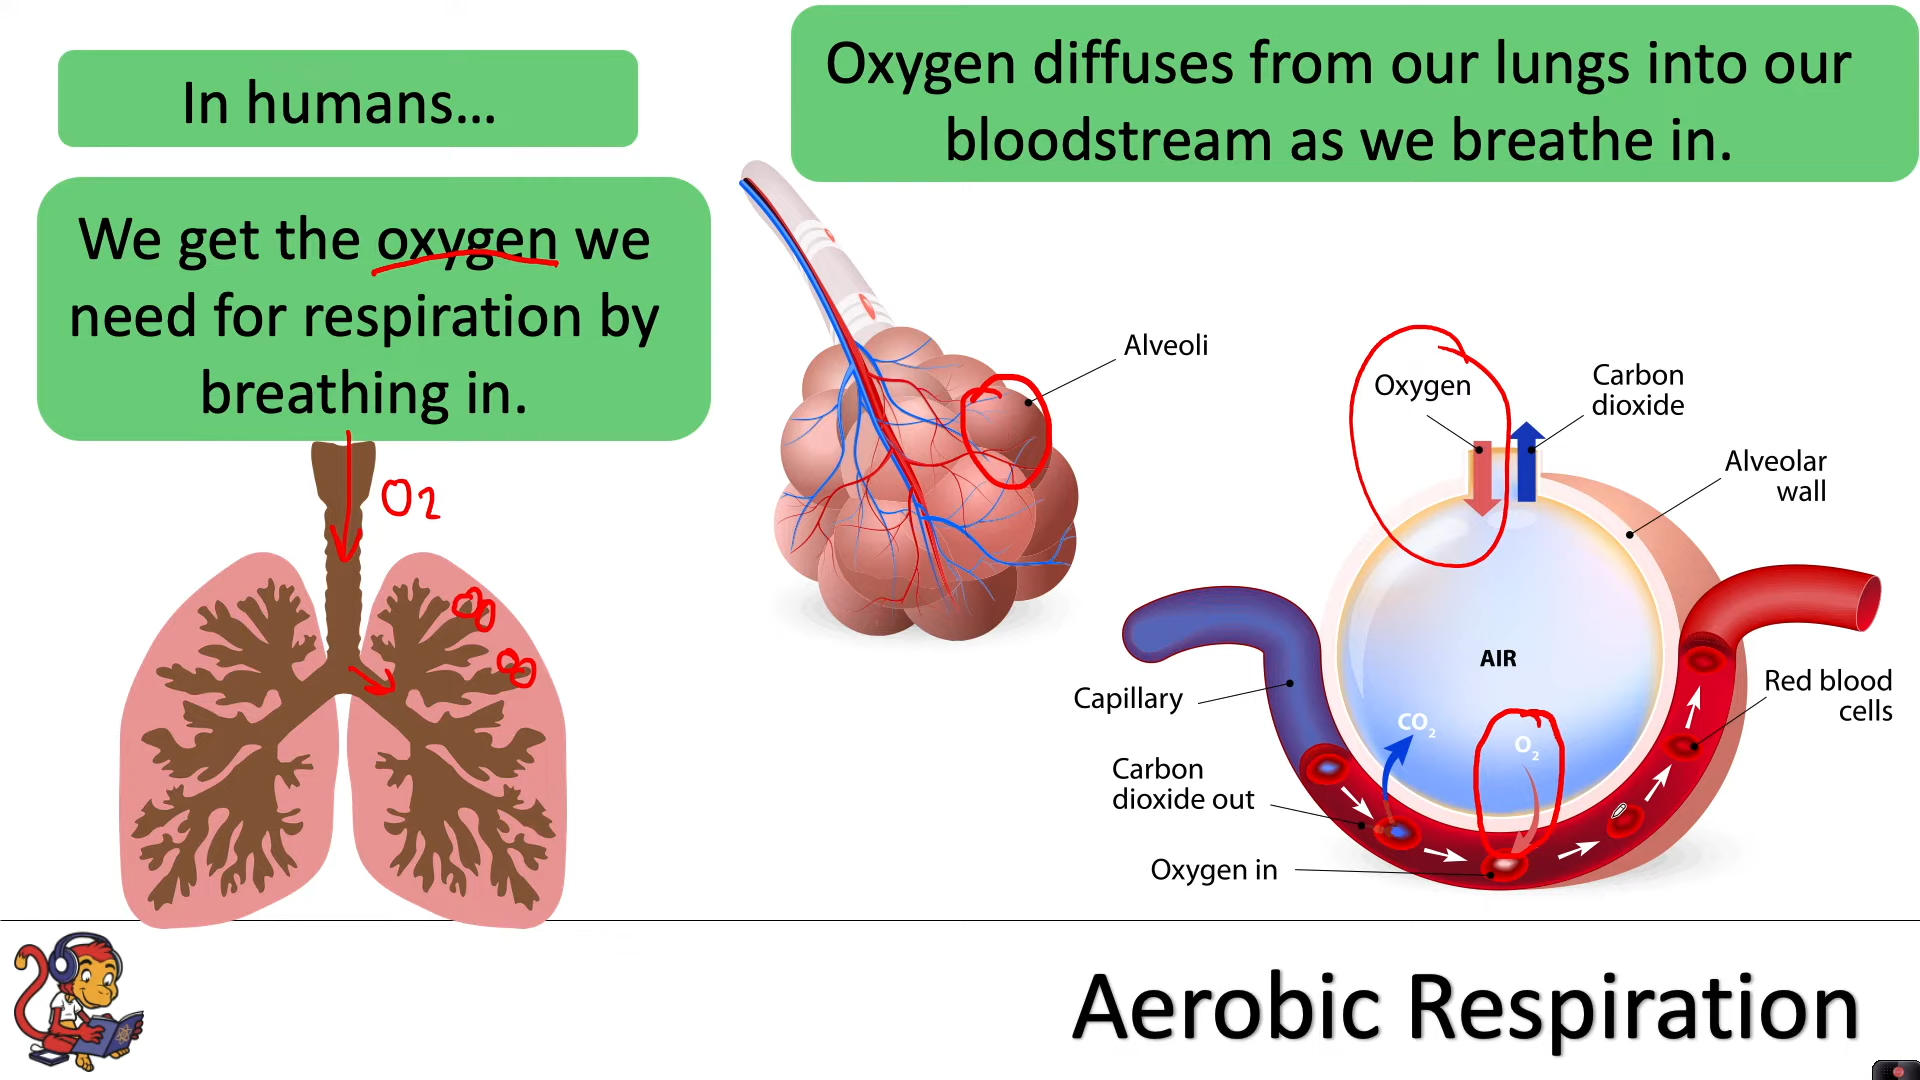 In humans...
We get the oxygen we
need for respiration by
breathing in.
O2
Oxygen diffuses from our lungs into our
bloodstream as we breathe in.
Alveoli
Oxygen
Carbon
dioxide
Alveolar
wall
AIR
Capillary
Red blood
cells
CO2
O2
Carbon
dioxide out
Oxygen in
Aerobic Respiration